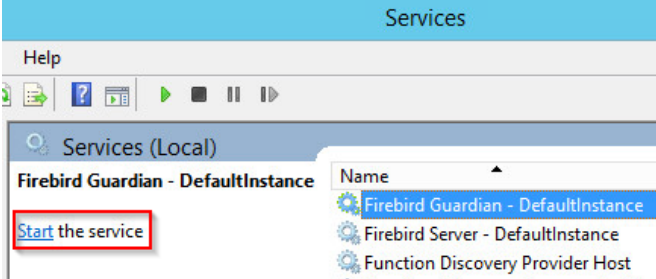 Services
Help
?
Services (Local)
Firebird Guardian - DefaultInstance
Start the service
Name
Firebird Guardian - DefaultInstance
Firebird Server - DefaultInstance
Function Discovery Provider Host